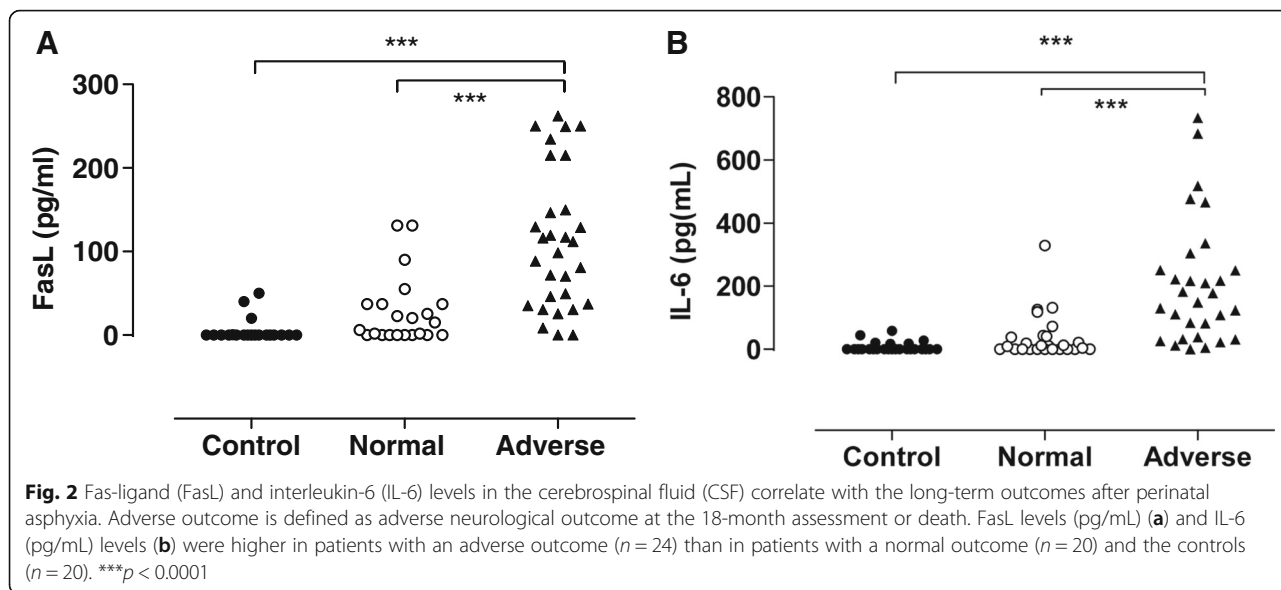 A
***
***
FasL (pg/ml)
300
200
100
0
Control Normal Adverse
B
***
***
IL-6 (pg(mL)
800
600
400
200
0
Control Normal Adverse
Fig. 2 Fas-ligand (FasL) and interleukin-6 (IL-6) levels in the cerebrospinal fluid (CSF) correlate with the long-term outcomes after perinatal
asphyxia. Adverse outcome is defined as adverse neurological outcome at the 18-month assessment or death. FasL levels (pg/mL) (a) and IL-6
(pg/mL) levels (b) were higher in patients with an adverse outcome (n = 24) than in patients with a normal outcome (n = 20) and the controls
(n = 20). ***p < 0.0001